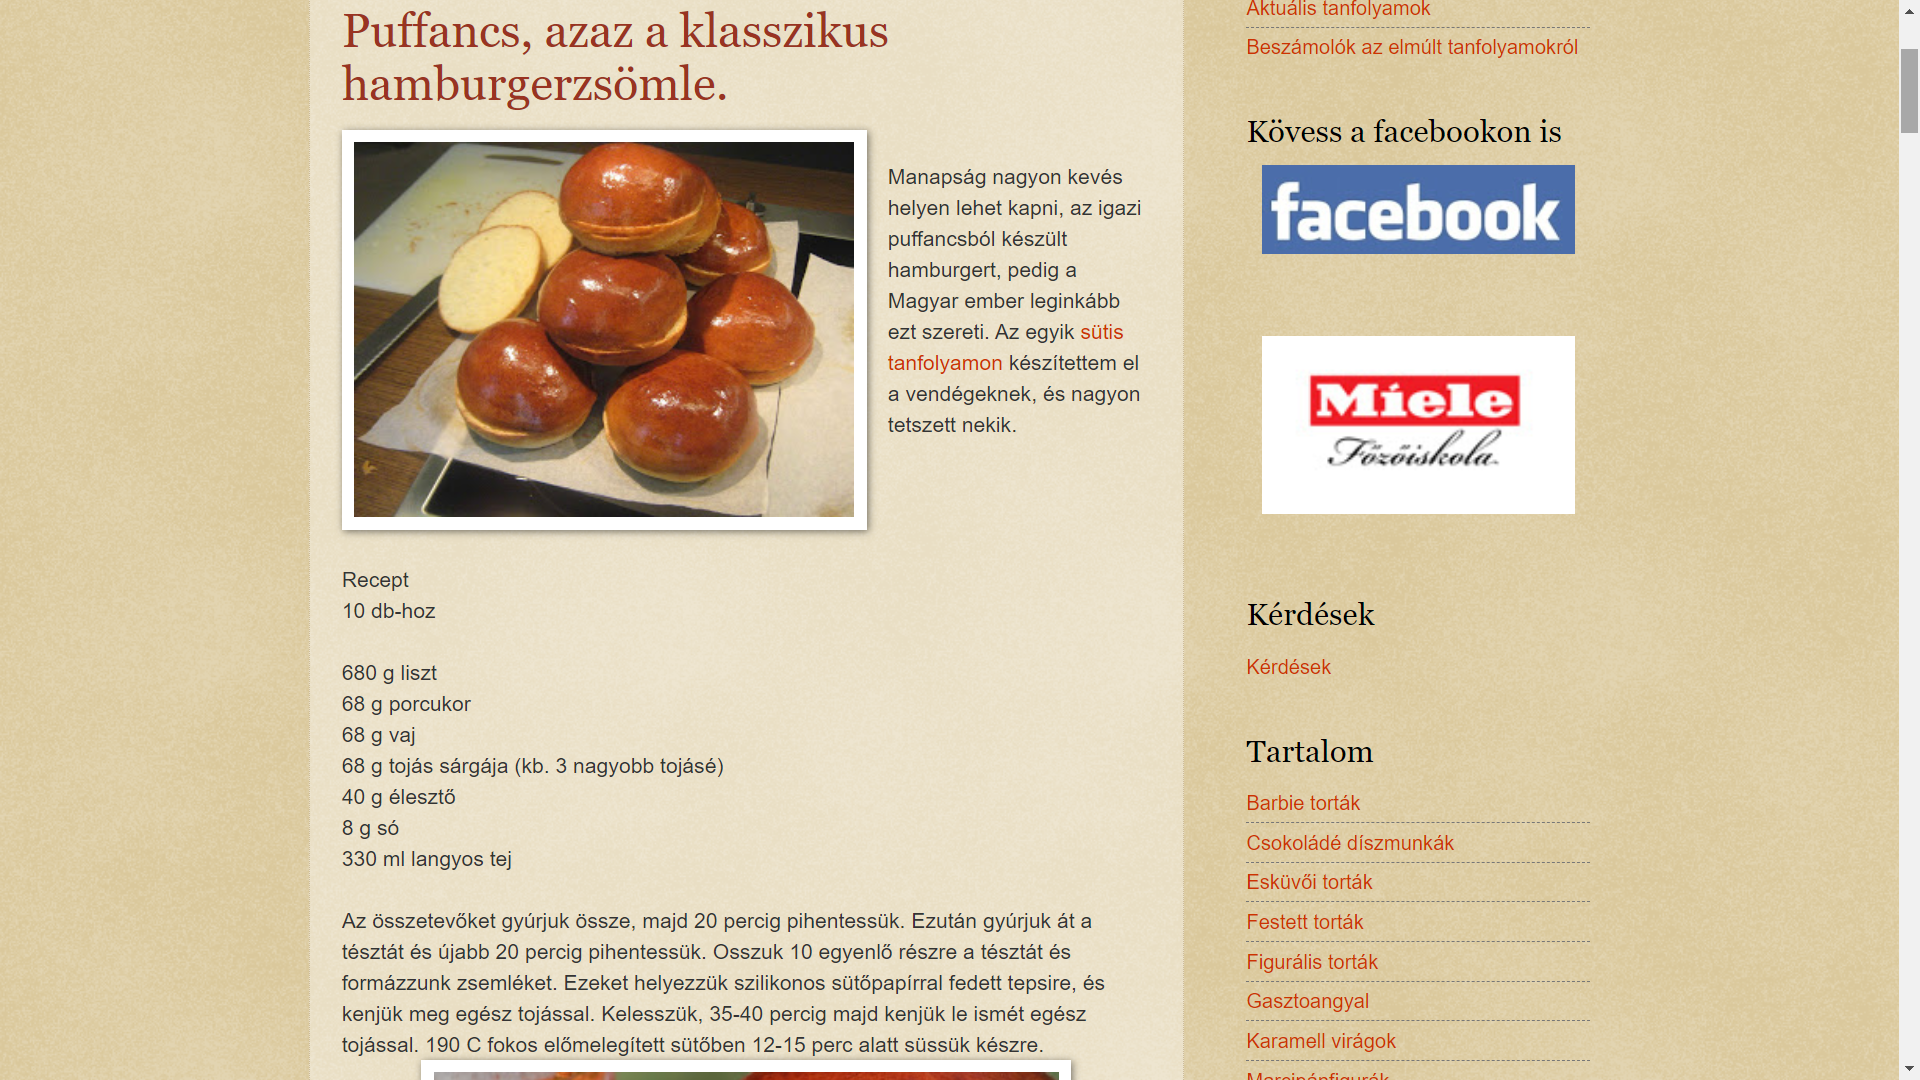 Puffancs, azaz a klasszikus
hamburgerzsömle.
Manapság nagyon kevés
helyen lehet kapni, az igazi
puffancsból készült
hamburgert, pedig a
Magyar ember leginkább
ezt szereti. Az egyik sütis
tanfolyamon készítettem el
a vendégeknek, és nagyon
tetszett nekik.
Recept
10 db-hoz
680 g liszt
68 g porcukor
68 g vaj
68 g tojás sárgája (kb. 3 nagyobb tojásé)
40 g élesztő
8 g só
330 ml langyos tej
Az összetevőket gyúrjuk össze, majd 20 percig pihentessük. Ezután gyúrjuk át a
tésztát és újabb 20 percig pihentessük. Osszuk 10 egyenlő részre a tésztát és
formázzunk zsemléket. Ezeket helyezzük szilikonos sütőpapírral fedett tepsire, és
kenjük meg egész tojással. Kelesszük, 35-40 percig majd kenjük le ismét egész
tojással. 190 C fokos előmelegített sütőben 12-15 perc alatt süssük készre.
Aktuális tanfolyamok
Beszámolók az elmúlt tanfolyamokról
Kövess a facebookon is
facebook
Miele
Főzőiskola
Kérdések
Kérdések
Tartalom
Barbie torták
Csokoládé díszmunkák
Esküvői torták
Festett torták
Figurális torták
Gasztoangyal
Karamell virágok
Marcipánfigurák